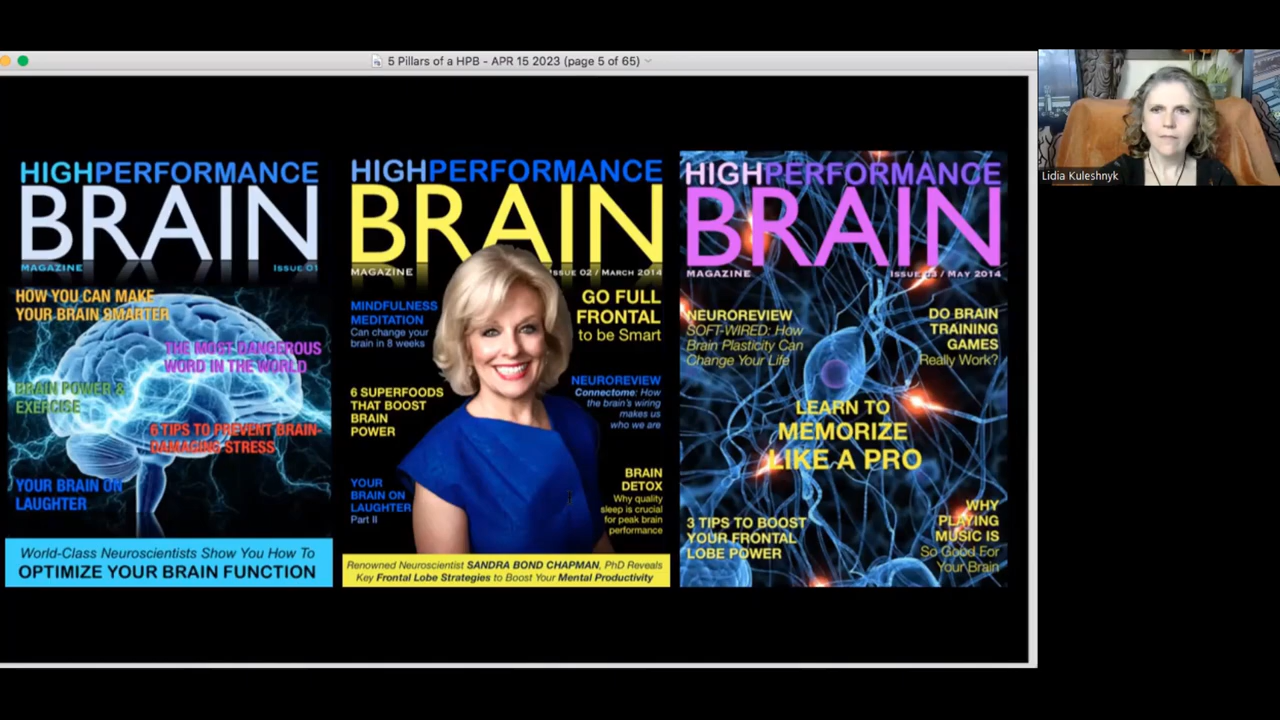 5 Pillars of a HPB - APR 15 2023 (page 5 of 65)
Lidia Kuleshnyk
HIGHPERFORMANCE
BRAIN
MAGAZINE
ISSUE 01
HOW YOU CAN MAKE
YOUR BRAIN SMARTER
THE MOST DANGEROUS
WORD IN THE WORLD
BRAIN POWER &
EXERCISE
6 TIPS TO PREVENT BRAIN-
DAMAGING STRESS
YOUR BRAIN ON
LAUGHTER
World-Class Neuroscientists Show You How To
OPTIMIZE YOUR BRAIN FUNCTION
HIGHPERFORMANCE
BRAIN
MAGAZINE
ISSUE 02 / MARCH 2014
MINDFULNESS
MEDITATION
Can change your
brain in 8 weeks
GO FULL
FRONTAL
to be Smart
6 SUPERFOODS
THAT BOOST
BRAIN
POWER
NEUROREVIEW
Connectome: How
the brain's wiring
makes us
who we are
YOUR
BRAIN ON
LAUGHTER
Part II
BRAIN
DETOX
Why quality
sleep is crucial
for peak brain
performance
Renowned Neuroscientist SANDRA BOND CHAPMAN, PhD Reveals
Key Frontal Lobe Strategies to Boost Your Mental Productivity
HIGHPERFORMANCE
BRAIN
MAGAZINE
ISSUE 03 / MAY 2014
NEUROREVIEW
SOFT-WIRED: How
Brain Plasticity Can
Change Your Life
DO BRAIN
TRAINING
GAMES
Really Work?
LEARN TO
MEMORIZE
LIKE A PRO
3 TIPS TO BOOST
YOUR FRONTAL
LOBE POWER
WHY
PLAYING
MUSIC IS
So Good For
Your Brain